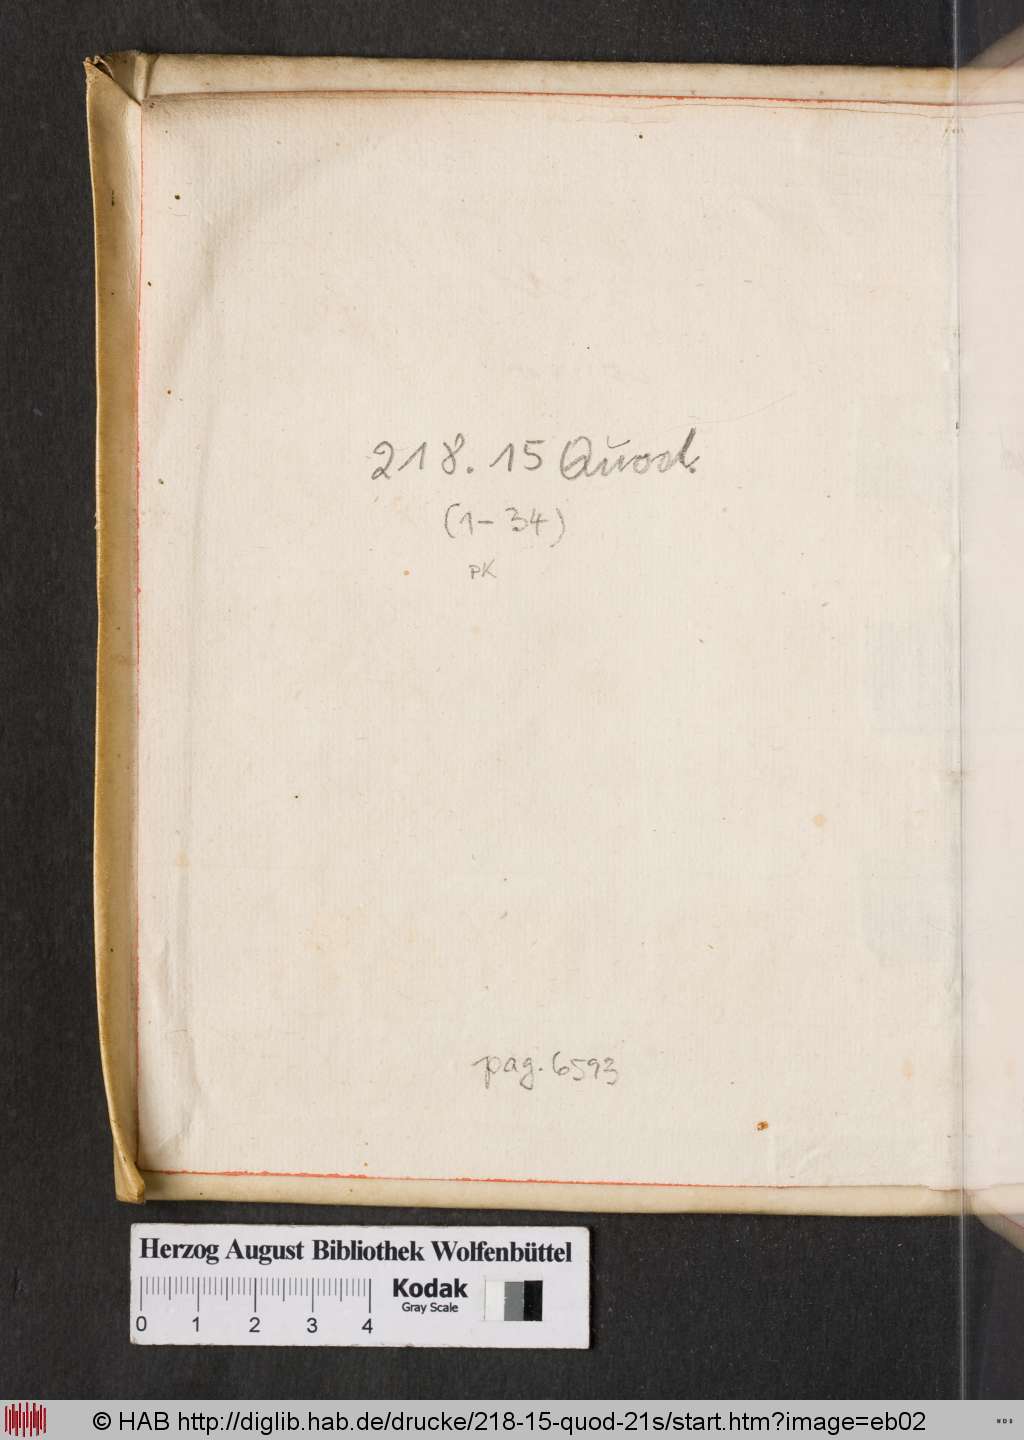 218.15 Quod.
(1-34)
PK
pag. 6593
Herzog August Bibliothek Wolfenbüttel
Kodak
Gray Scale
0 1 2 3 4
© HAB http://diglib.hab.de/drucke/218-15-quod-21s/start.htm?image=eb02